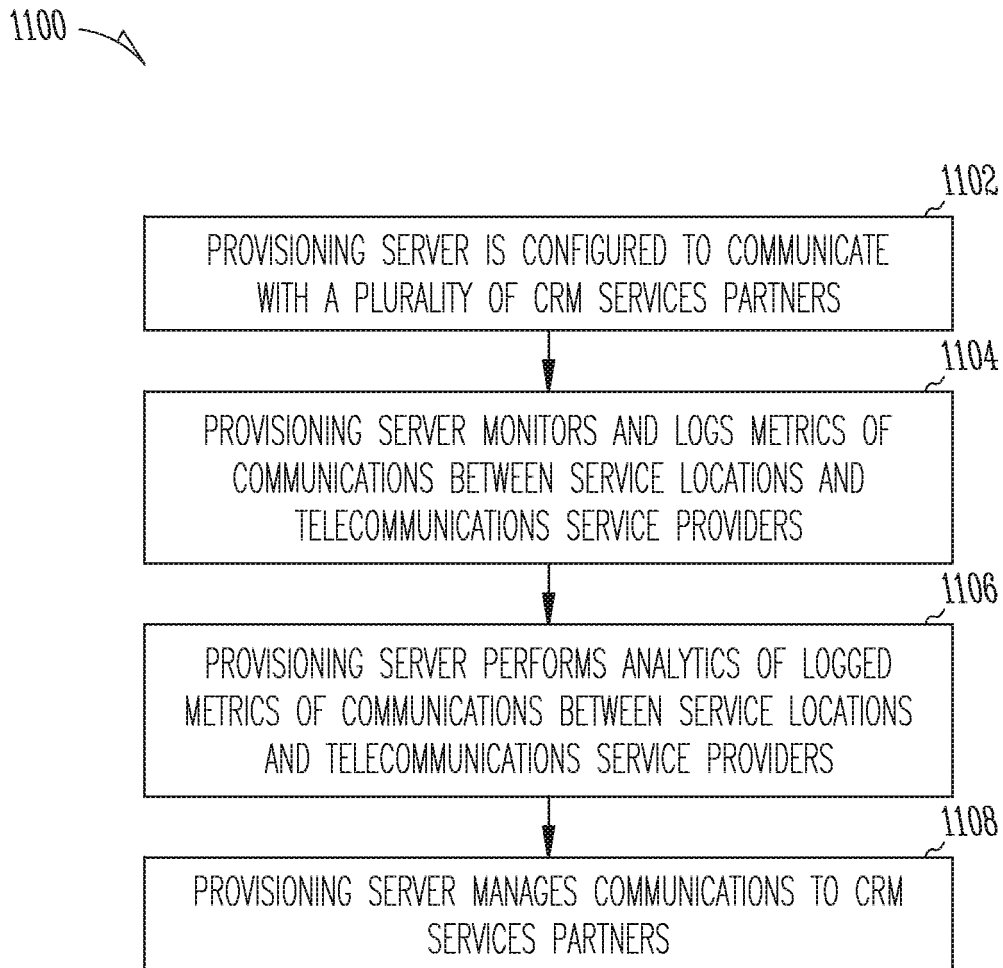 1100
1102
PROVISIONING SERVER IS CONFIGURED TO COMMUNICATE
WITH A PLURALITY OF CRM SERVICES PARTNERS
1104
PROVISIONING SERVER MONITORS AND LOGS METRICS OF
COMMUNICATIONS BETWEEN SERVICE LOCATIONS AND
TELECOMMUNICATIONS SERVICE PROVIDERS
1106
PROVISIONING SERVER PERFORMS ANALYTICS OF LOGGED
METRICS OF COMMUNICATIONS BETWEEN SERVICE LOCATIONS
AND TELECOMMUNICATIONS SERVICE PROVIDERS
1108
PROVISIONING SERVER MANAGES COMMUNICATIONS TO CRM
SERVICES PARTNERS